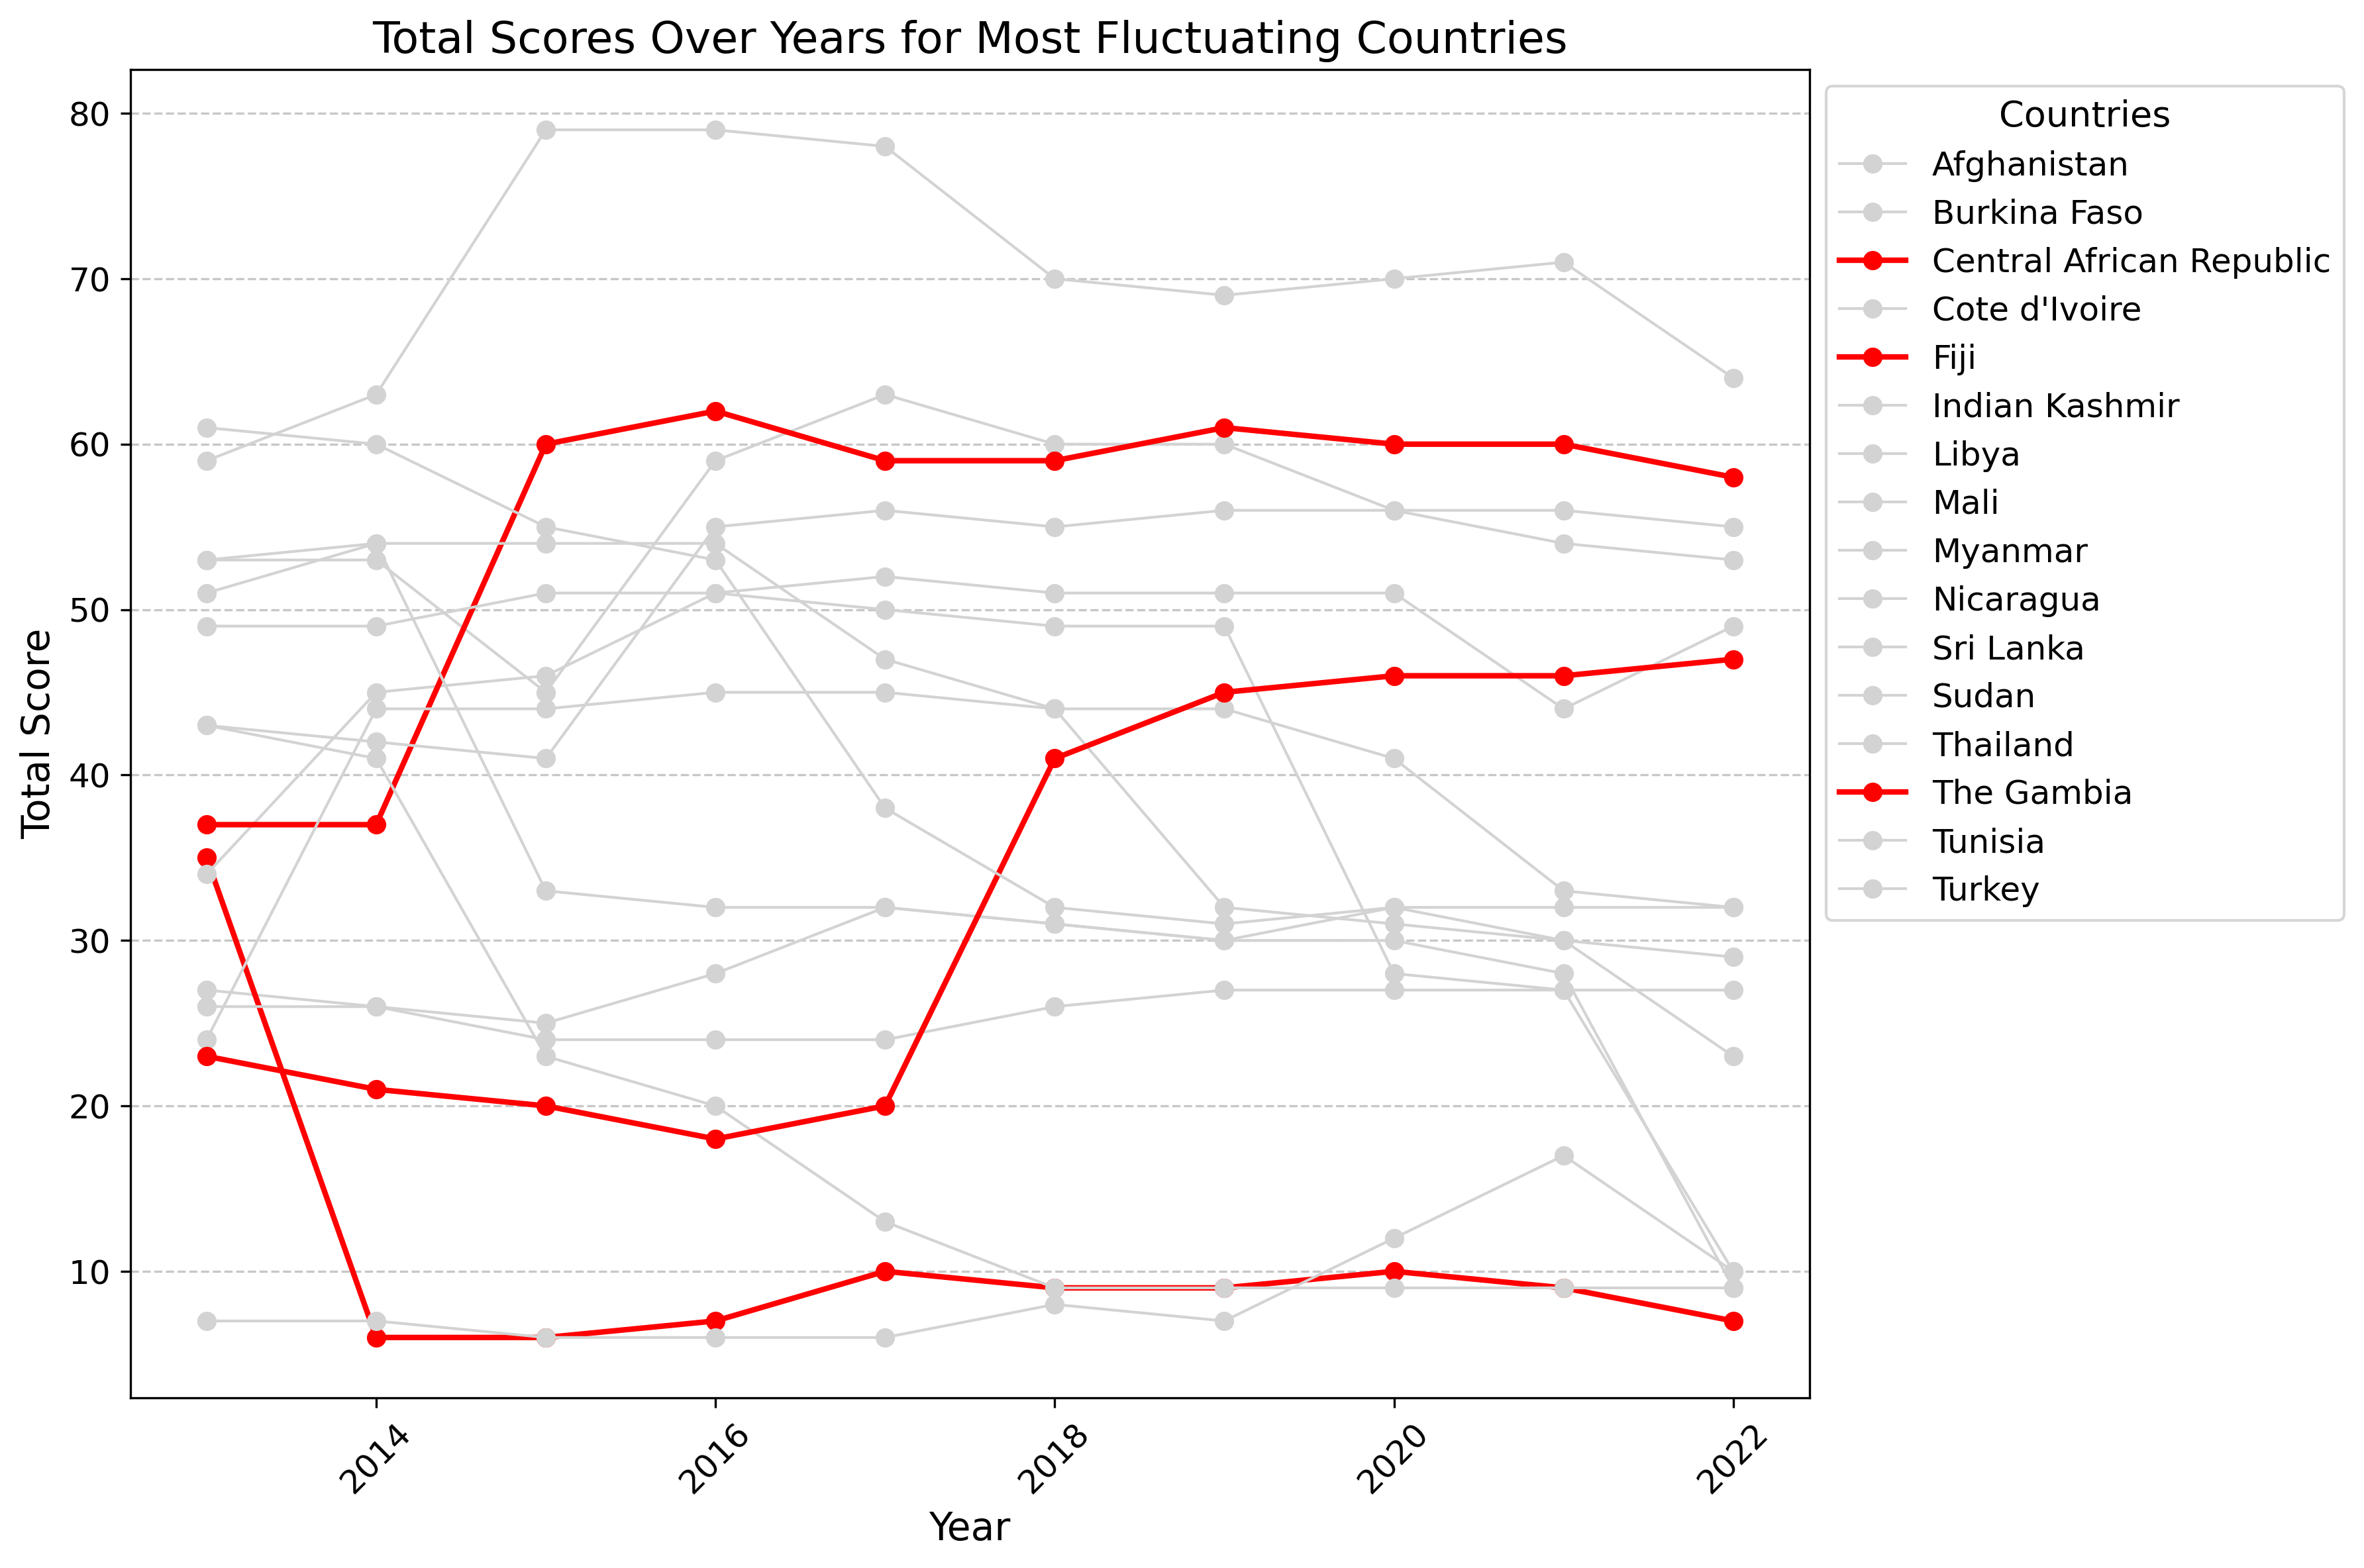 Total Scores Over Years for Most Fluctuating Countries
Total Score
80
70
60
50
40
30
20
10
2014
2016
2018
2020
2022
Year
Countries
Afghanistan
Burkina Faso
Central African Republic
Cote d'Ivoire
Fiji
Indian Kashmir
Libya
Mali
Myanmar
Nicaragua
Sri Lanka
Sudan
Thailand
The Gambia
Tunisia
Turkey